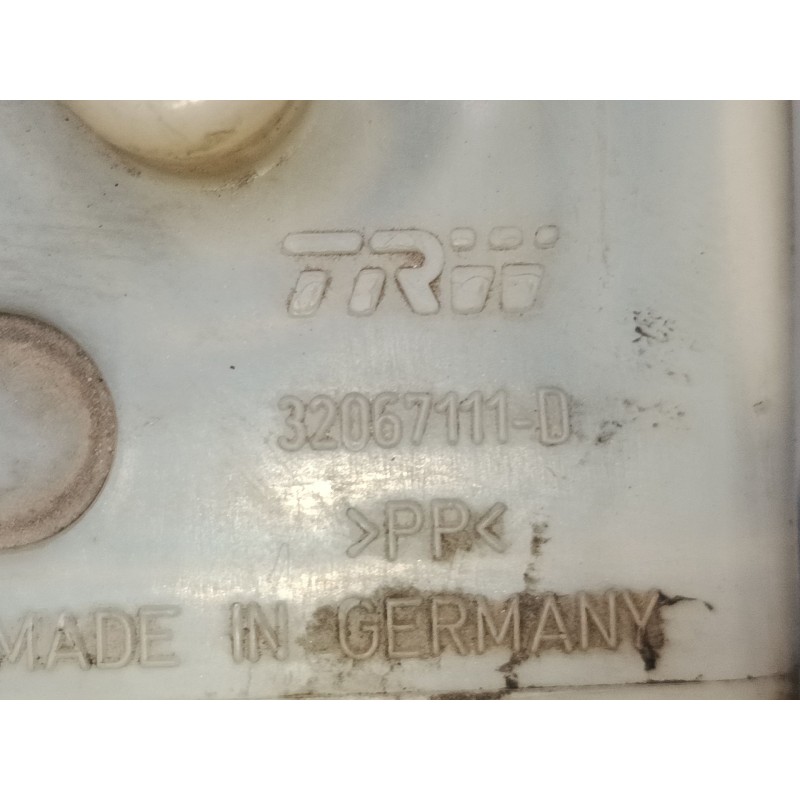 TRW
32067111-D
>PP<
MADE IN GERMANY